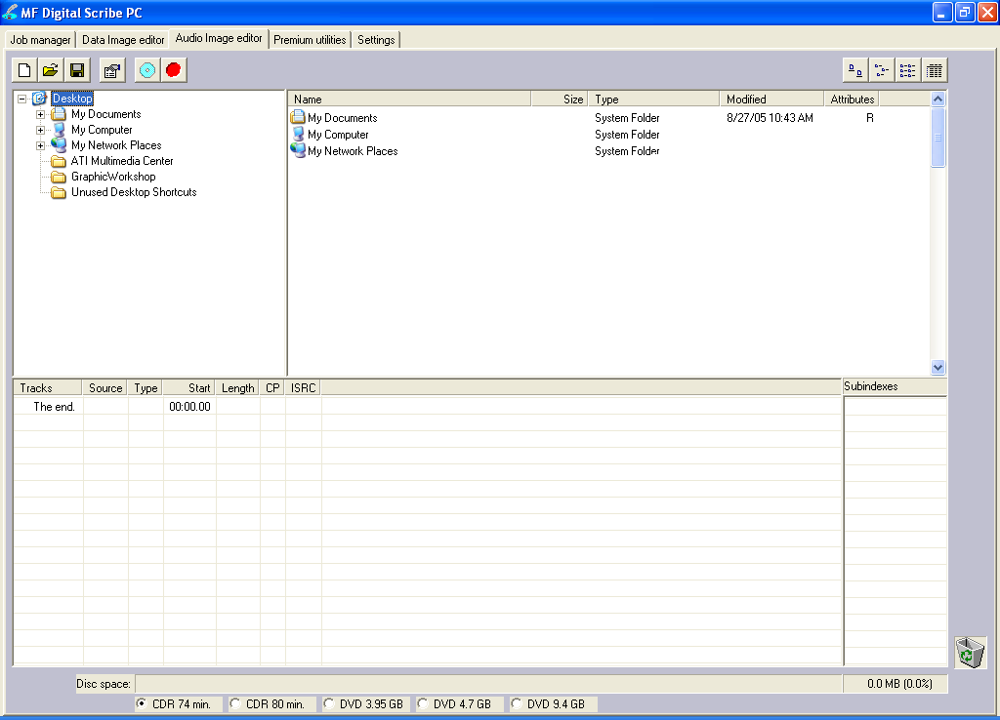 MF Digital Scribe PC
Job manager Data Image editor Audio Image editor Premium utilities Settings
Desktop
My Documents
My Computer
My Network Places
ATI Multimedia Center
GraphicWorkshop
Unused Desktop Shortcuts
Name Size Type Modified Attributes
My Documents System Folder 8/27/05 10:43 AM R
My Computer System Folder
My Network Places System Folder
Tracks Source Type Start Length CP ISRC
The end. 00:00.00
Subindexes
Disc space: 0.0 MB (0.0%)
CDR 74 min. CDR 80 min. DVD 3.95 GB DVD 4.7 GB DVD 9.4 GB